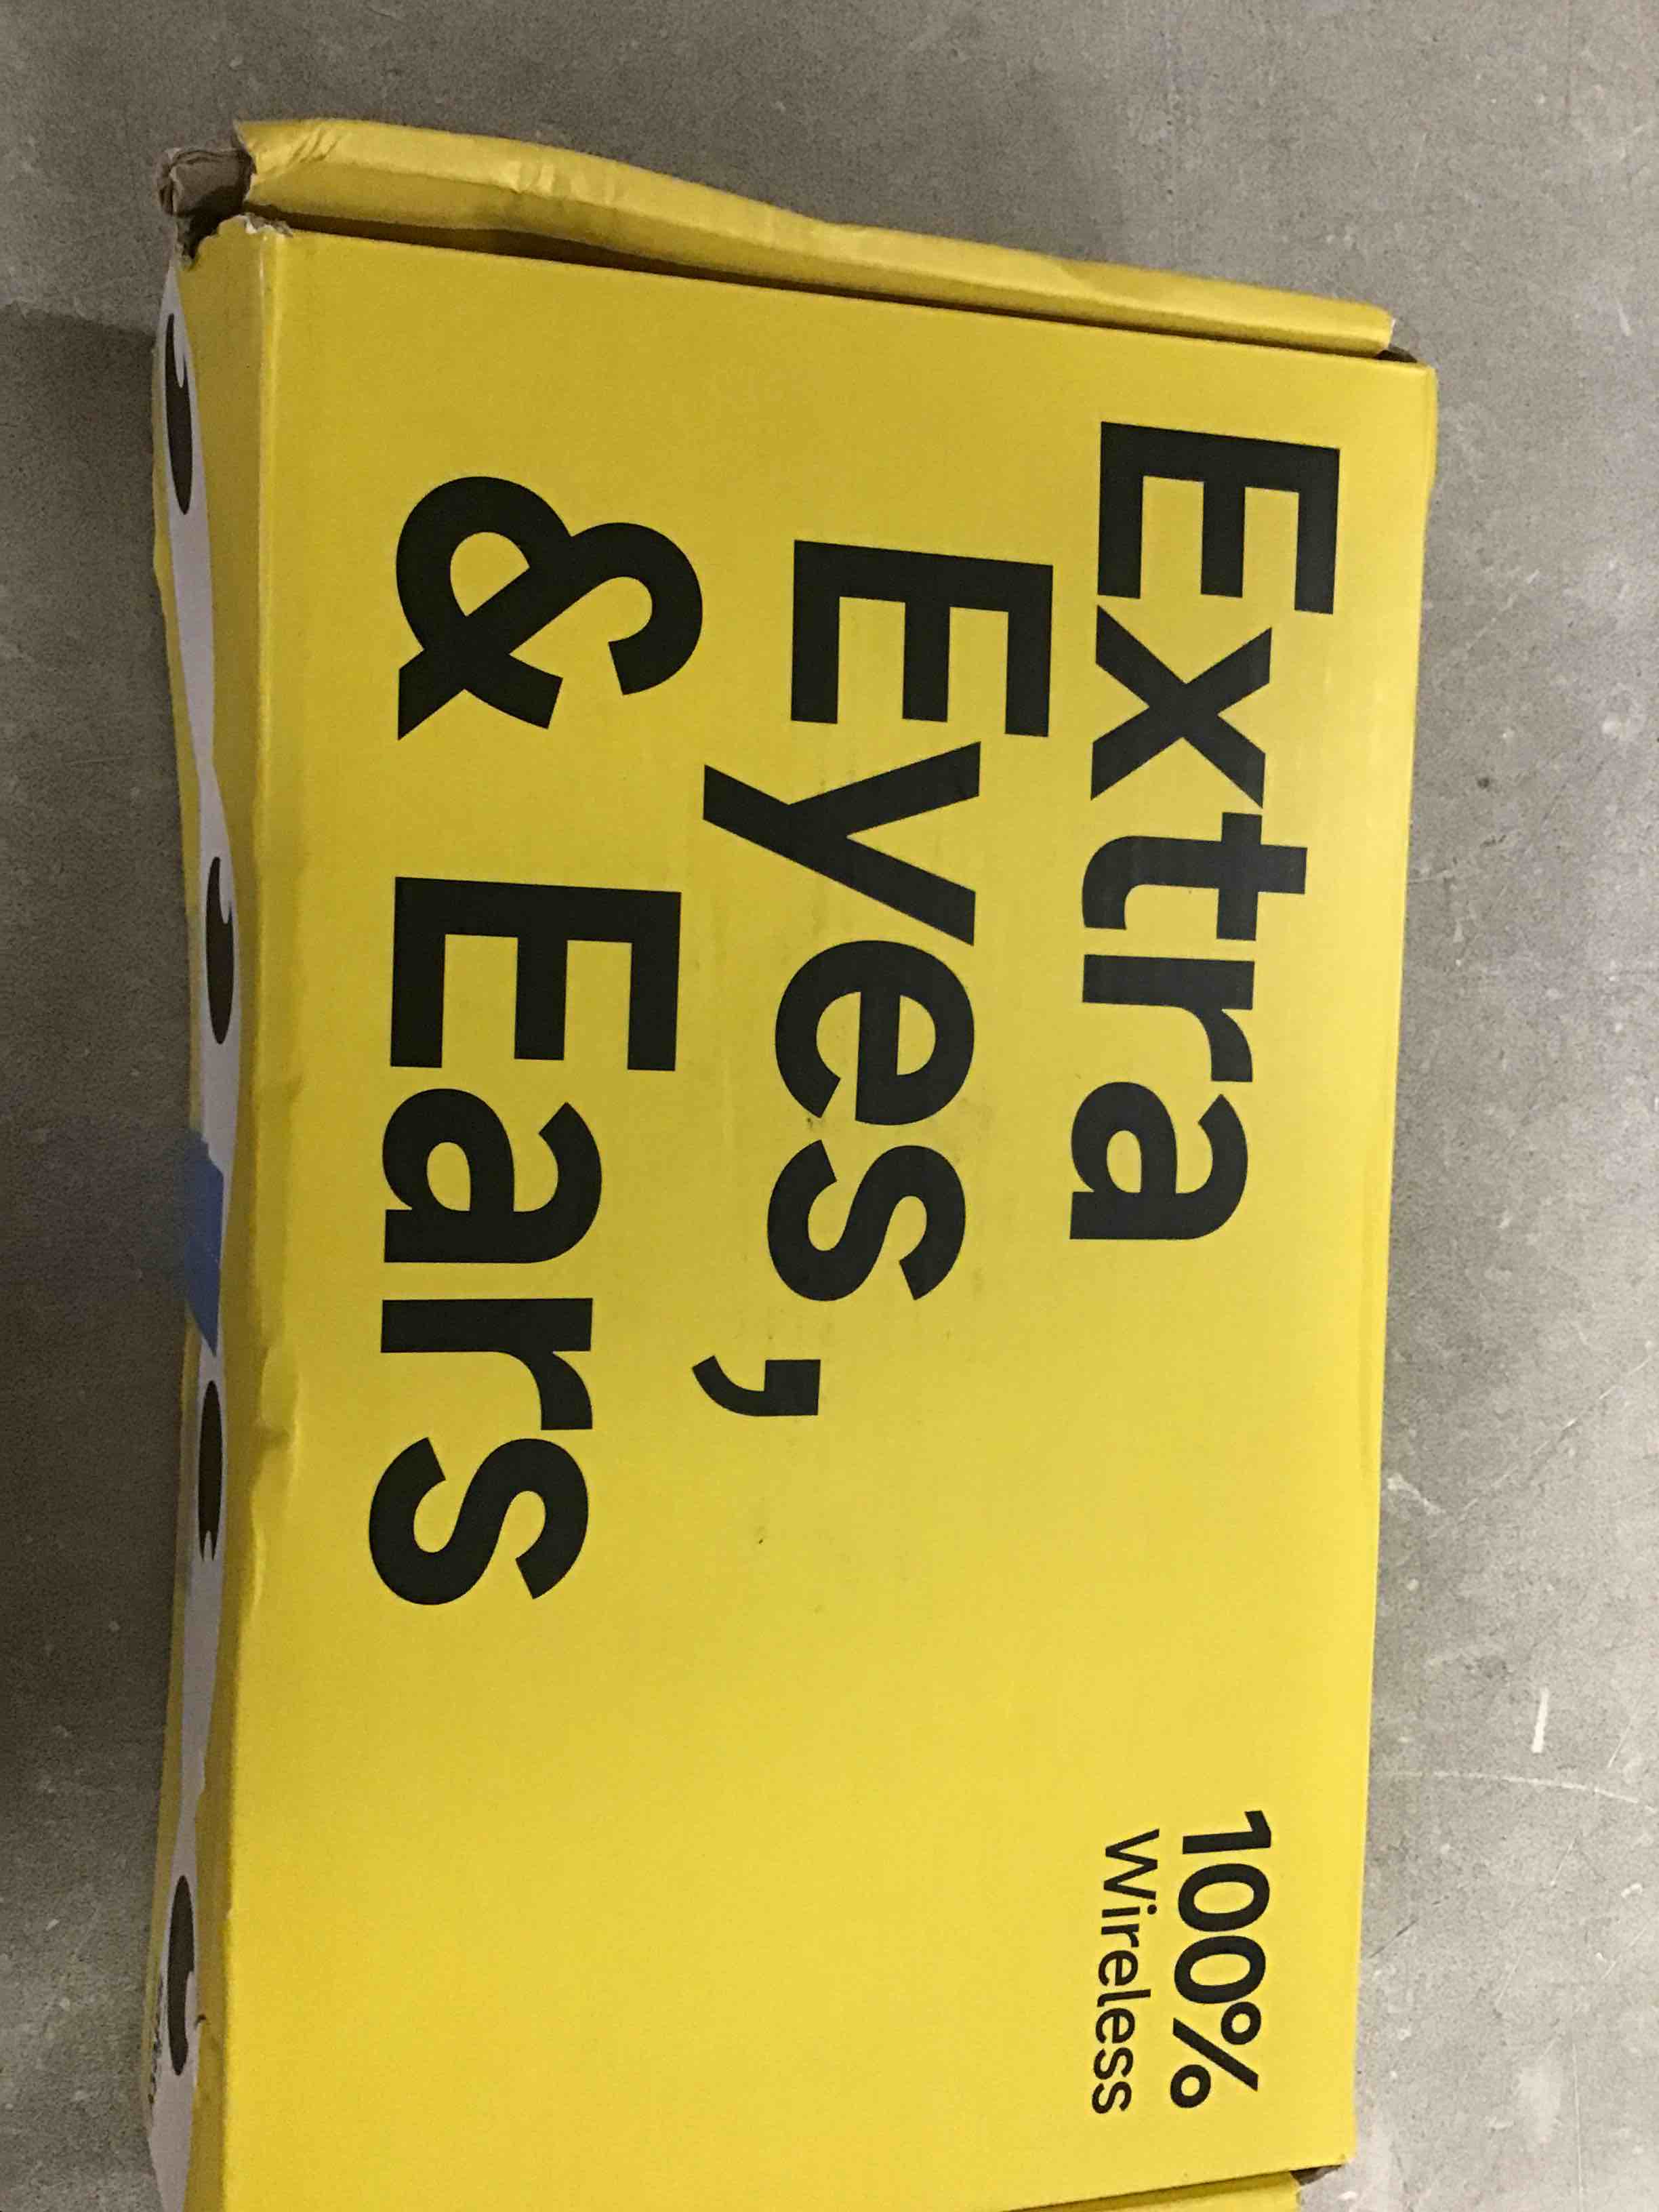 Extra
Eyes,
& Ears
100%
Wireless